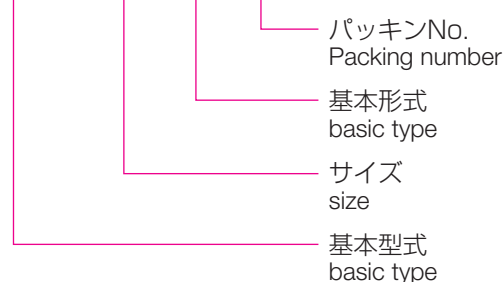 パッキンNo.
Packing number
基本形式
basic type
サイズ
size
基本型式
basic type